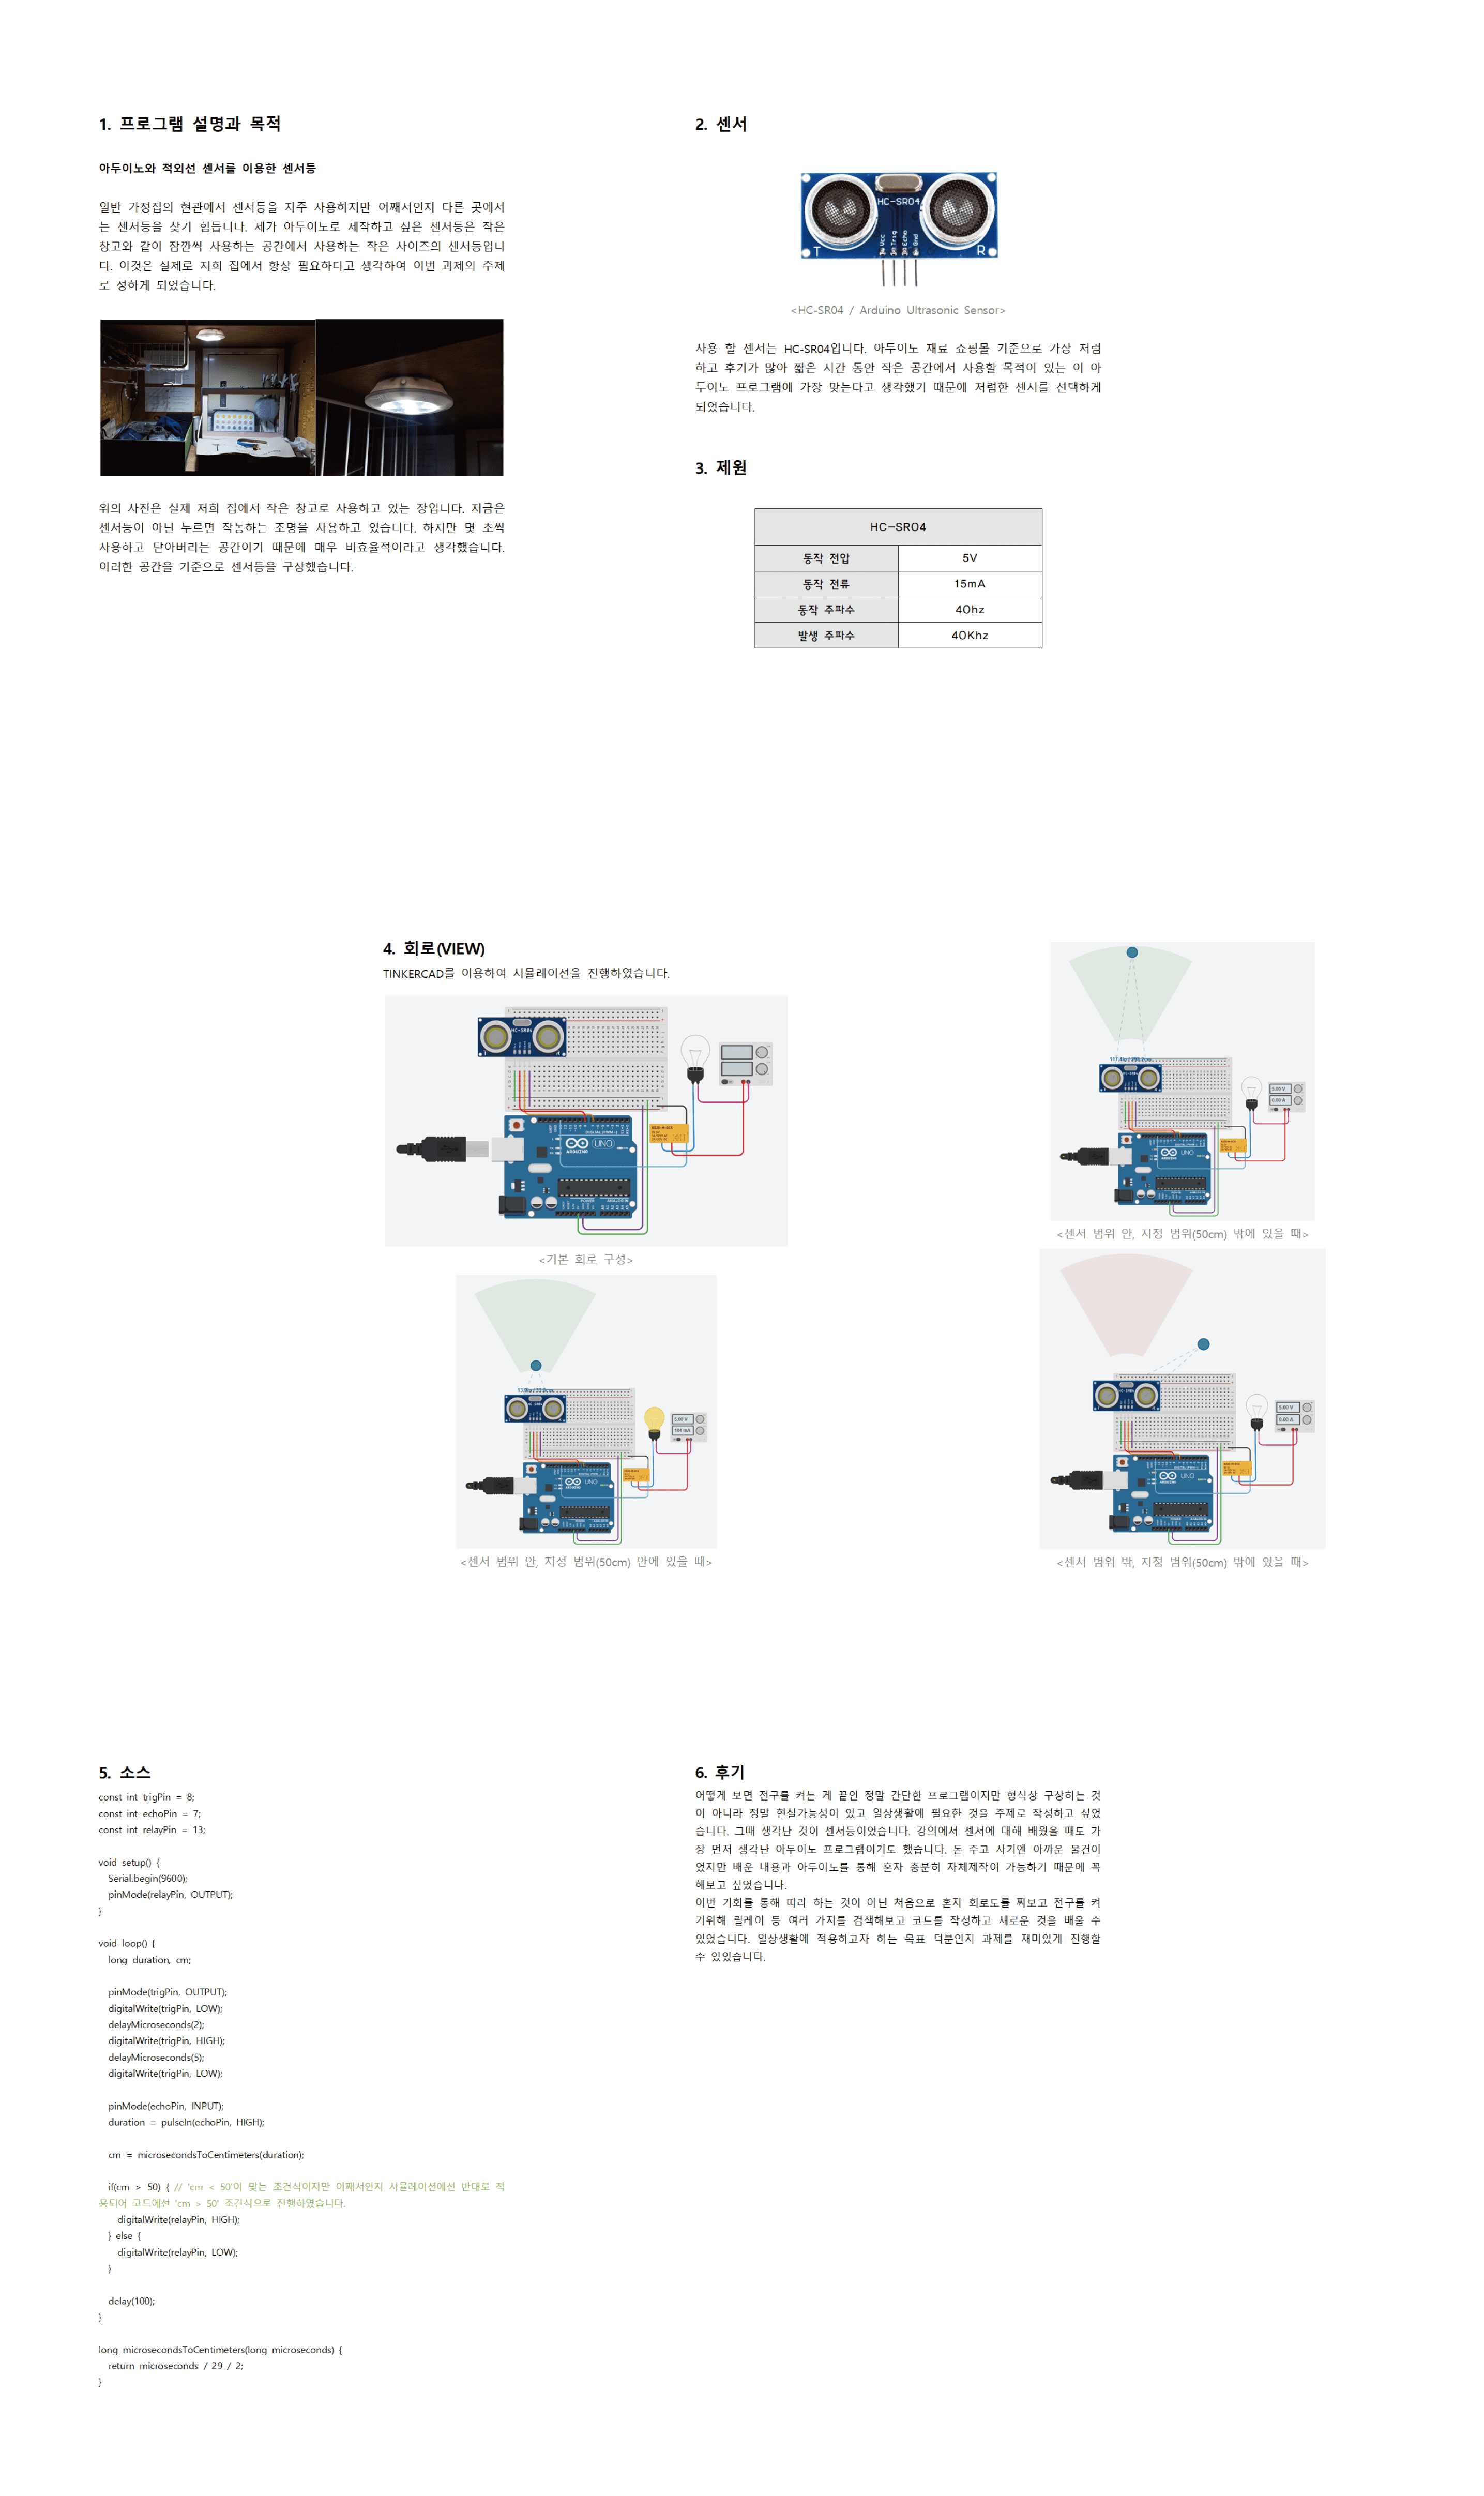 1. 프로그램 설명과 목적
아두이노와 적외선 센서를 이용한 센서등
일반 가정집의 현관에서 센서등을 자주 사용하지만 어째서인지 다른 곳에서
는 센서등을 찾기 힘듭니다. 제가 아두이노로 제작하고 싶은 센서등은 작은
창고와 같이 잠깐씩 사용하는 공간에서 사용하는 작은 사이즈의 센서등입니
다. 이것은 실제로 저희 집에서 항상 필요하다고 생각하여 이번 과제의 주제
로 정하게 되었습니다.
위의 사진은 실제 저희 집에서 작은 창고로 사용하고 있는 장입니다. 지금은
센서등이 아닌 누르면 작동하는 조명을 사용하고 있습니다. 하지만 몇 초씩
사용하고 닫아버리는 공간이기 때문에 매우 비효율적이라고 생각했습니다.
이러한 공간을 기준으로 센서등을 구상했습니다.
2. 센서
HC-SR04
Vcc
Trig
Echo
Gnd
T
R
<HC-SR04 / Arduino Ultrasonic Sensor>
사용 할 센서는 HC-SR04입니다. 아두이노 재료 쇼핑몰 기준으로 가장 저렴
하고 후기가 많아 짧은 시간 동안 작은 공간에서 사용할 목적이 있는 이 아
두이노 프로그램에 가장 맞는다고 생각했기 때문에 저렴한 센서를 선택하게
되었습니다.
3. 제원
HC-SR04
동작 전압 5V
동작 전류 15mA
동작 주파수 40hz
발생 주파수 40Khz
4. 회로(VIEW)
TINKERCAD를 이용하여 시뮬레이션을 진행하였습니다.
HC-SR04
DIGITAL (PWM~)
UNO
ARDUINO
POWER
ANALOG IN
<기본 회로 구성>
5.00 V
104 mA
UNO
<센서 범위 안, 지정 범위(50cm) 안에 있을 때>
5.00 V
0.00 A
UNO
<센서 범위 안, 지정 범위(50cm) 밖에 있을 때>
5.00 V
0.00 A
UNO
<센서 범위 밖, 지정 범위(50cm) 밖에 있을 때>
5. 소스
const int trigPin = 8;
const int echoPin = 7;
const int relayPin = 13;
void setup() {
Serial.begin(9600);
pinMode(relayPin, OUTPUT);
}
void loop() {
long duration, cm;
pinMode(trigPin, OUTPUT);
digitalWrite(trigPin, LOW);
delayMicroseconds(2);
digitalWrite(trigPin, HIGH);
delayMicroseconds(5);
digitalWrite(trigPin, LOW);
pinMode(echoPin, INPUT);
duration = pulseIn(echoPin, HIGH);
cm = microsecondsToCentimeters(duration);
if(cm > 50) { // 'cm < 50'이 맞는 조건식이지만 어째서인지 시뮬레이션에선 반대로 적
용되어 코드에선 'cm > 50' 조건식으로 진행하였습니다.
digitalWrite(relayPin, HIGH);
} else {
digitalWrite(relayPin, LOW);
}
delay(100);
}
long microsecondsToCentimeters(long microseconds) {
return microseconds / 29 / 2;
}
6. 후기
어떻게 보면 전구를 켜는 게 끝인 정말 간단한 프로그램이지만 형식상 구상히는 것
이 아니라 정말 현실가능성이 있고 일상생활에 필요한 것을 주제로 작성하고 싶었
습니다. 그때 생각난 것이 센서등이었습니다. 강의에서 센서에 대해 배웠을 때도 가
장 먼저 생각난 아두이노 프로그램이기도 했습니다. 돈 주고 사기엔 아까운 물건이
었지만 배운 내용과 아두이노를 통해 혼자 충분히 자체제작이 가능하기 때문에 꼭
해보고 싶었습니다.
이번 기회를 통해 따라 하는 것이 아닌 처음으로 혼자 회로도를 짜보고 전구를 켜
기위해 릴레이 등 여러 가지를 검색해보고 코드를 작성하고 새로운 것을 배울 수
있었습니다. 일상생활에 적용하고자 하는 목표 덕분인지 과제를 재미있게 진행할
수 있었습니다.